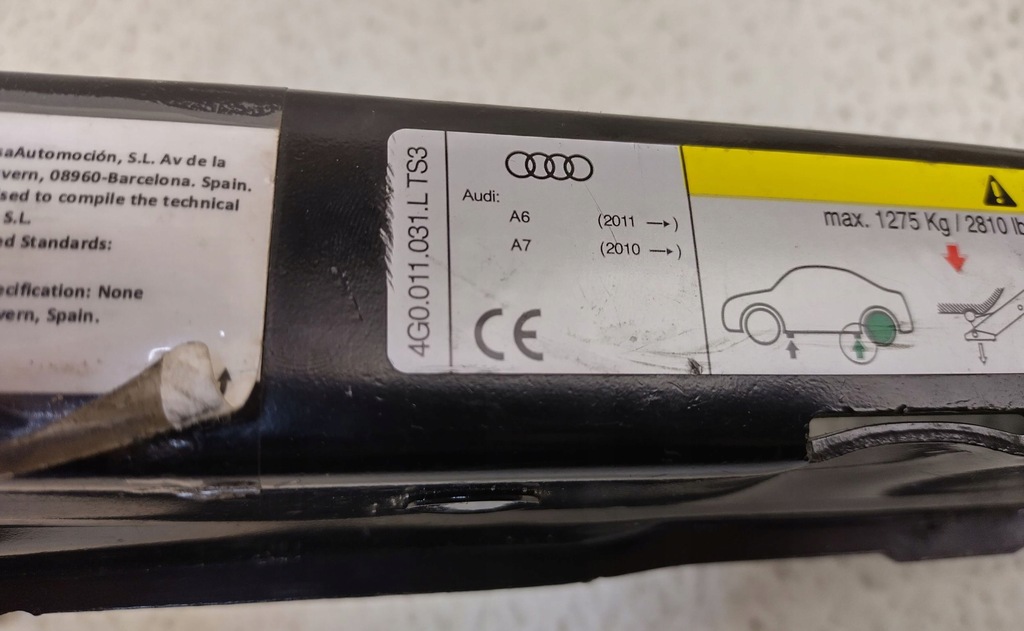 saAutomoción, S.L. Av de la
vern, 08960-Barcelona. Spain.
sed to compile the technical
S.L.
ed Standards:
ecification: None
vern, Spain.
4G0.011.031.L TS3
Audi:
A6 (2011 →)
A7 (2010 →)
CE
max. 1275 Kg / 2810 lb